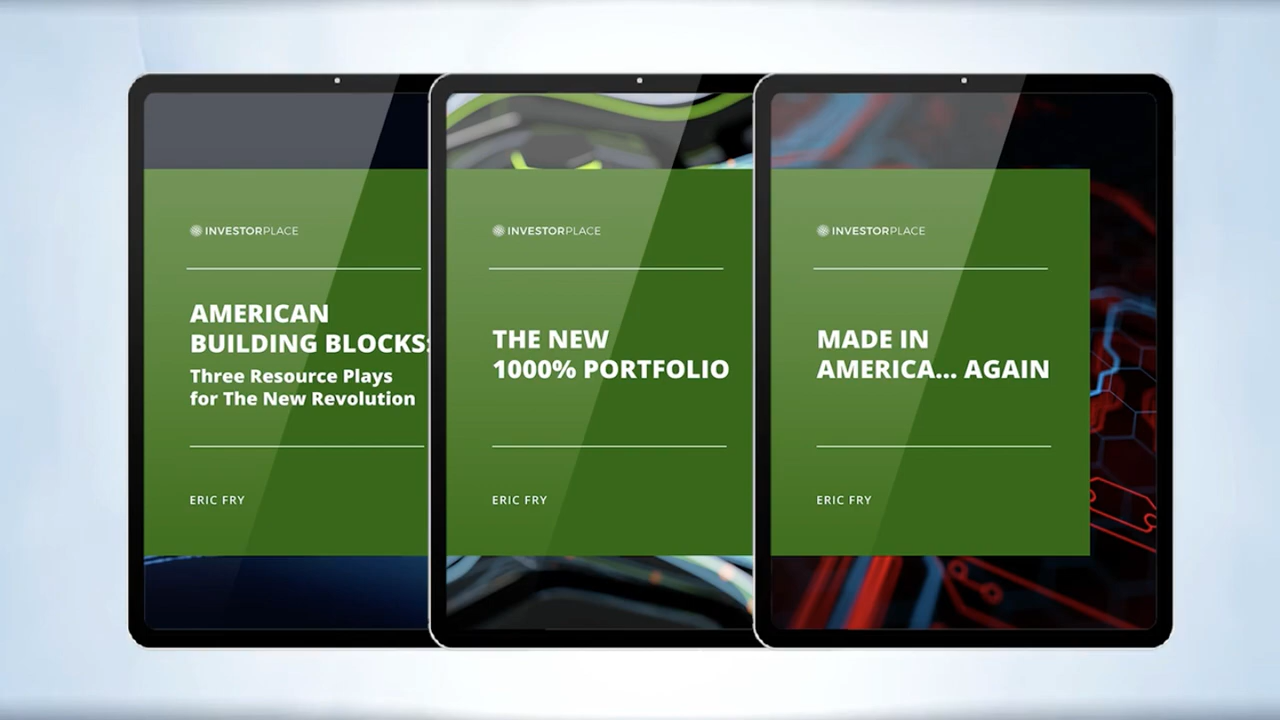 INVESTORPLACE
AMERICAN
BUILDING BLOCKS:
Three Resource Plays
for The New Revolution
ERIC FRY
INVESTORPLACE
THE NEW
1000% PORTFOLIO
ERIC FRY
INVESTORPLACE
MADE IN
AMERICA... AGAIN
ERIC FRY